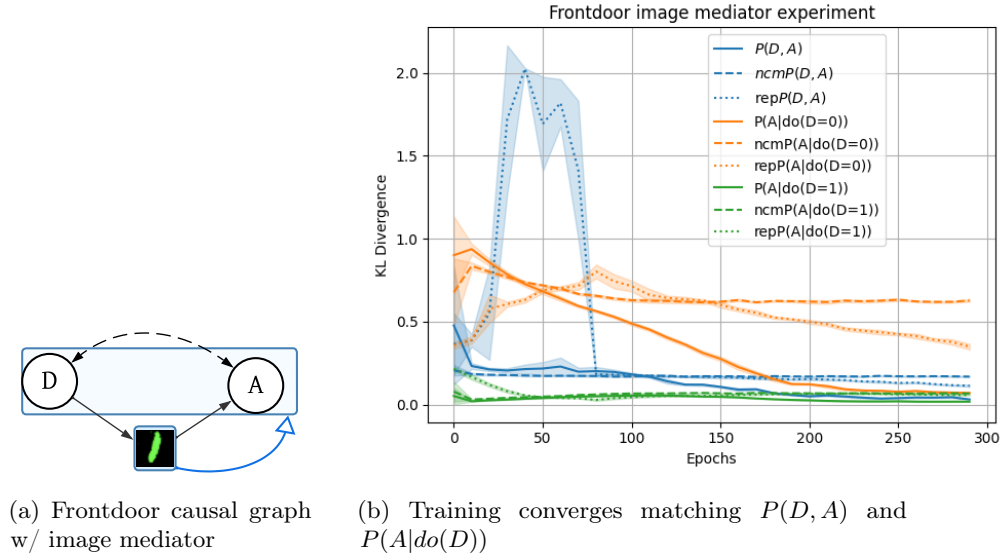 Frontdoor image mediator experiment
KL Divergence
2.0
1.5
1.0
0.5
0.0
P(D, A)
ncmP(D, A)
repP(D, A)
P(A|do(D=0))
ncmP(A|do(D=0))
repP(A|do(D=0))
P(A|do(D=1))
ncmP(A|do(D=1))
repP(A|do(D=1))
0 50 100 150 200 250 300
Epochs
D
A
(a) Frontdoor causal graph
w/ image mediator
(b) Training converges matching P(D, A) and
P(A|do(D))